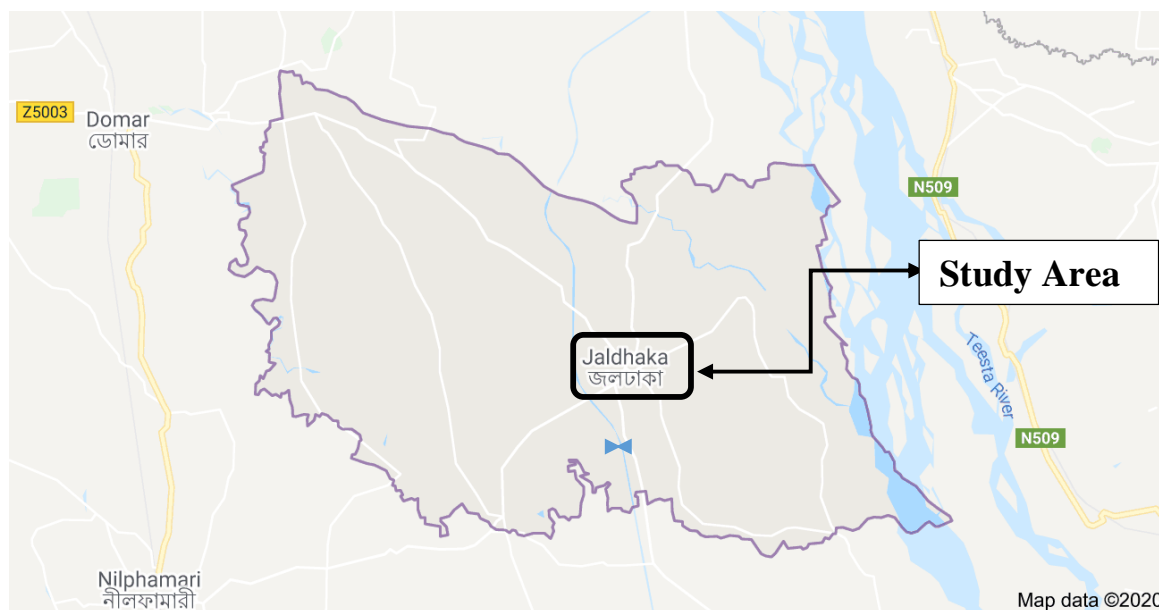 Z5003
Domar
ডোমার
N509
Study Area
Jaldhaka
জলঢাকা
Teesta River
N509
Nilphamari
নীলফামারী
Map data ©2020